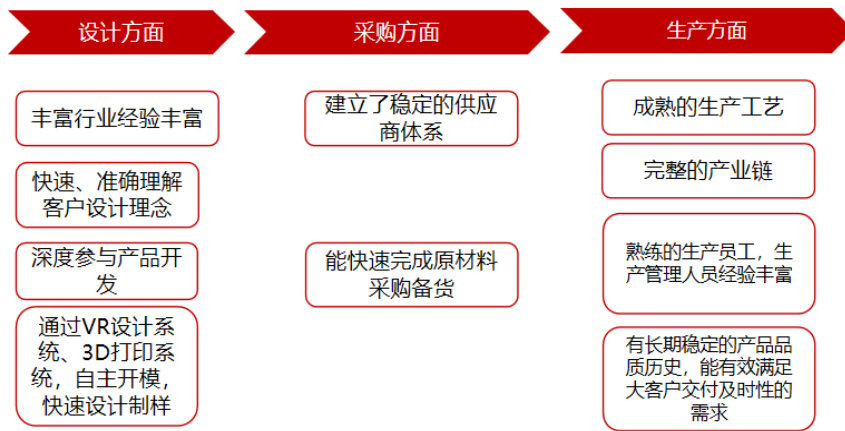 设计方面
采购方面
生产方面
丰富行业经验丰富
快速、准确理解
客户设计理念
深度参与产品开
发
通过VR设计系
统、3D打印系
统，自主开模，
快速设计制样
建立了稳定的供应
商体系
能快速完成原材料
采购备货
成熟的生产工艺
完整的产业链
熟练的生产员工，生
产管理人员经验丰富
有长期稳定的产品品
质历史，能有效满足
大客户交付及时性的
需求